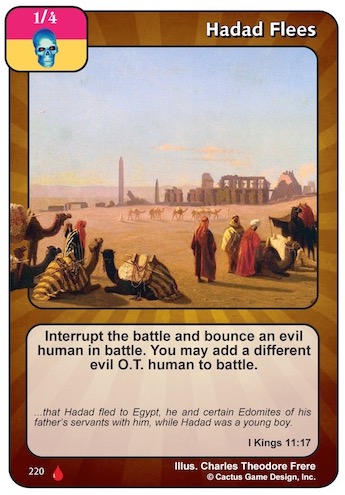 1/4
Hadad Flees
Interrupt the battle and bounce an evil
human in battle. You may add a different
evil O.T. human to battle.
...that Hadad fled to Egypt, he and certain Edomites of his
father's servants with him, while Hadad was a young boy.
I Kings 11:17
Illus. Charles Theodore Frere
220
© Cactus Game Design, Inc.